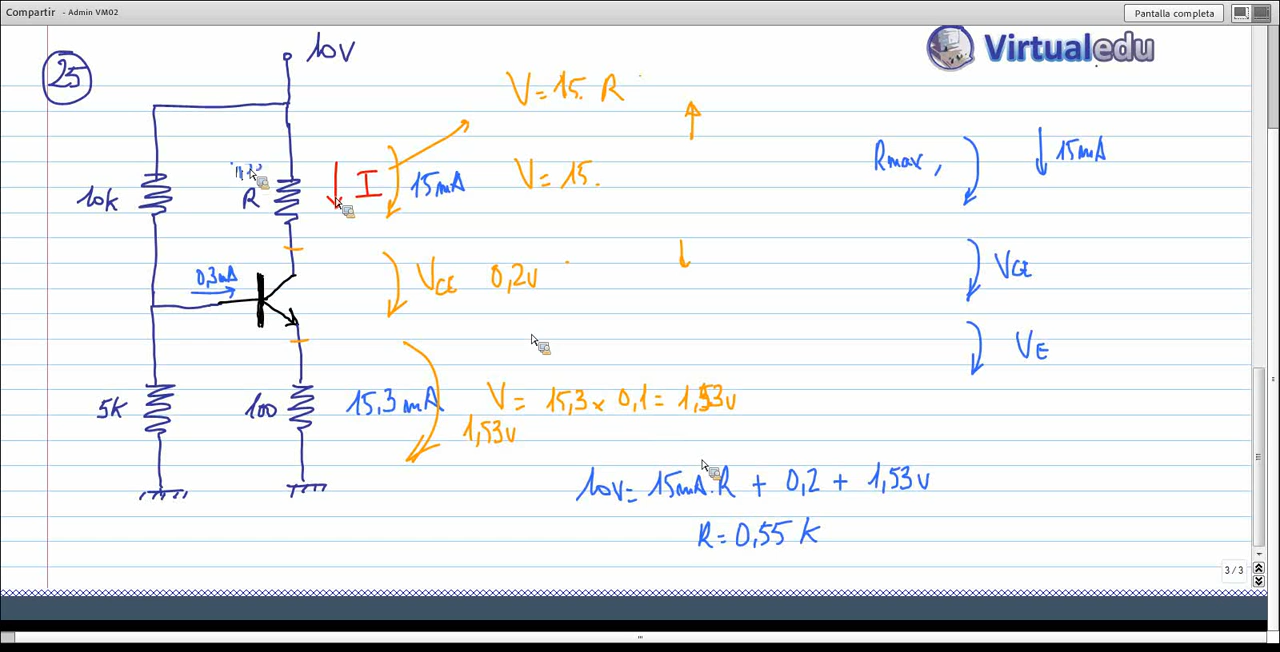 Compartir - Admin VM02
Pantalla completa
Virtualedu
25
10V
V = 15. R
10k
R
I
15mA
V = 15.
Rmax,
15mA
0,3mA
VCE 0,2V
VCE
VE
5K
100
15,3mA
V = 15,3 x 0,1 = 1,53V
1,53V
10V = 15mA.R + 0,2 + 1,53V
R = 0,55 K
3 / 3